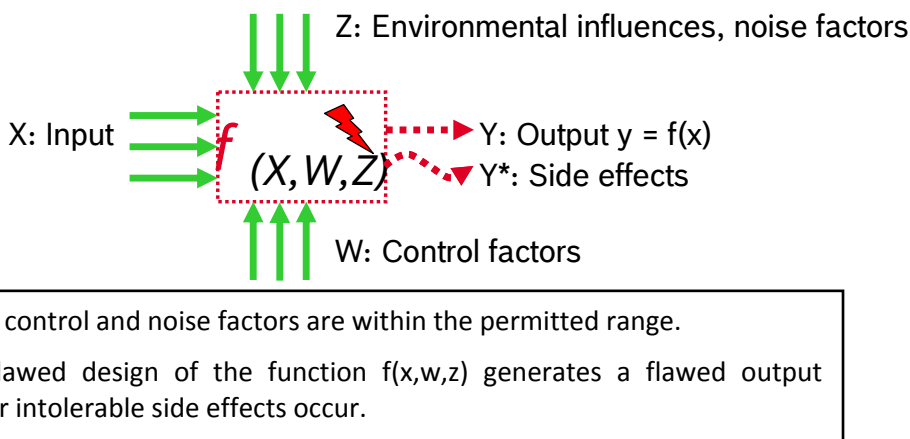 Z: Environmental influences, noise factors
X: Input
f
(X,W,Z)
Y: Output y = f(x)
Y*: Side effects
W: Control factors
control and noise factors are within the permitted range.
design of the function f(x,w,z) generates a flawed output
intolerable side effects occur.